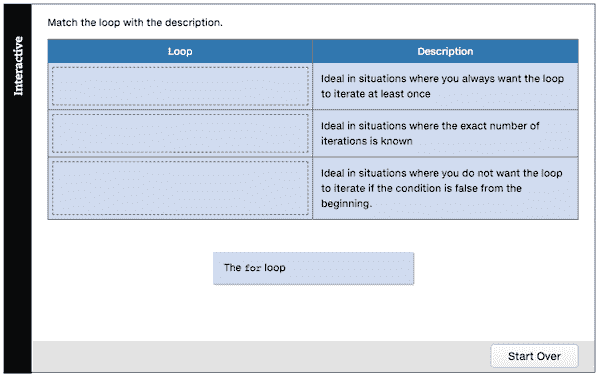 Interactive
Match the loop with the description.
Loop
Description
Ideal in situations where you always want the loop
to iterate at least once
Ideal in situations where the exact number of
iterations is known
Ideal in situations where you do not want the loop
to iterate if the condition is false from the
beginning.
The for loop
Start Over